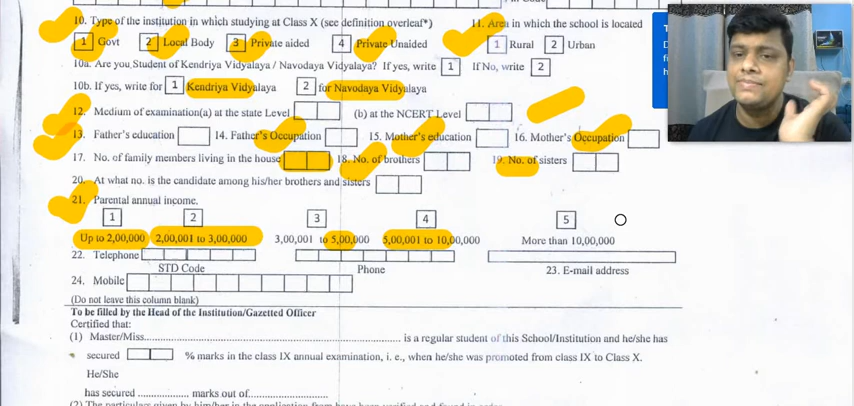 10. Type of the institution in which studying at Class X (see definition overleaf*) 11. Area in which the school is located
1 Govt 2 Local Body 3 Private aided 4 Private Unaided 1 Rural 2 Urban
10a. Are you Student of Kendriya Vidyalaya / Navodaya Vidyalaya? If yes, write 1 If No, write 2
10b. If yes, write for 1 Kendriya Vidyalaya 2 for Navodaya Vidyalaya
12. Medium of examination(a) at the state Level (b) at the NCERT Level
13. Father's education 14. Father's Occupation 15. Mother's education 16. Mother's Occupation
17. No. of family members living in the house 18. No. of brothers 19. No. of sisters
20. At what no. is the candidate among his/her brothers and sisters
21. Parental annual income.
1 2 3 4 5
Up to 2,00,000 2,00,001 to 3,00,000 3,00,001 to 5,00,000 5,00,001 to 10,00,000 More than 10,00,000
22. Telephone
STD Code Phone 23. E-mail address
24. Mobile
(Do not leave this column blank)
To be filled by the Head of the Institution/Gazetted Officer
Certified that:
(1) Master/Miss.......................................................................................... is a regular student of this School/Institution and he/she has
secured % marks in the class IX annual examination, i. e., when he/she was promoted from class IX to Class X.
He/She
has secured .................. marks out of............................